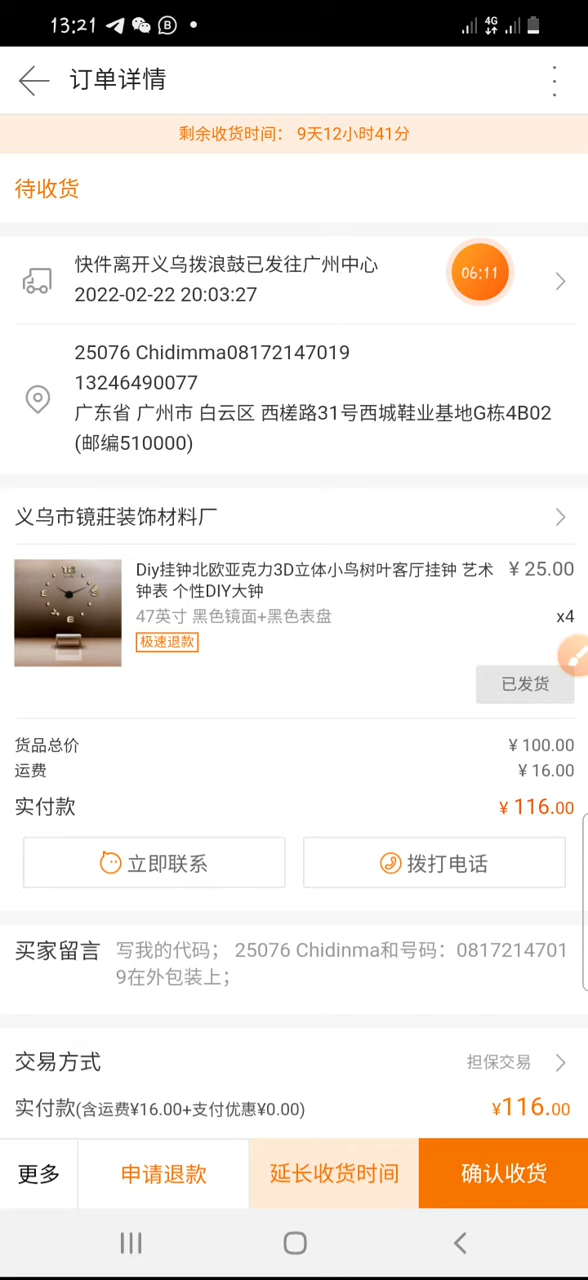 13:21
4G
订单详情
剩余收货时间： 9天12小时41分
待收货
快件离开义乌拨浪鼓已发往广州中心
2022-02-22 20:03:27
06:11
25076 Chidimma08172147019
13246490077
广东省 广州市 白云区 西槎路31号西城鞋业基地G栋4B02
(邮编510000)
义乌市镜莊装饰材料厂
Diy挂钟北欧亚克力3D立体小鸟树叶客厅挂钟 艺术 ¥ 25.00
钟表 个性DIY大钟
47英寸 黑色镜面+黑色表盘 x4
极速退款
已发货
货品总价 ¥ 100.00
运费 ¥ 16.00
实付款 ¥ 116.00
立即联系 拨打电话
买家留言 写我的代码； 25076 Chidinma和号码：0817214701
9在外包装上；
交易方式 担保交易
实付款(含运费¥16.00+支付优惠¥0.00) ¥116.00
更多 申请退款 延长收货时间 确认收货